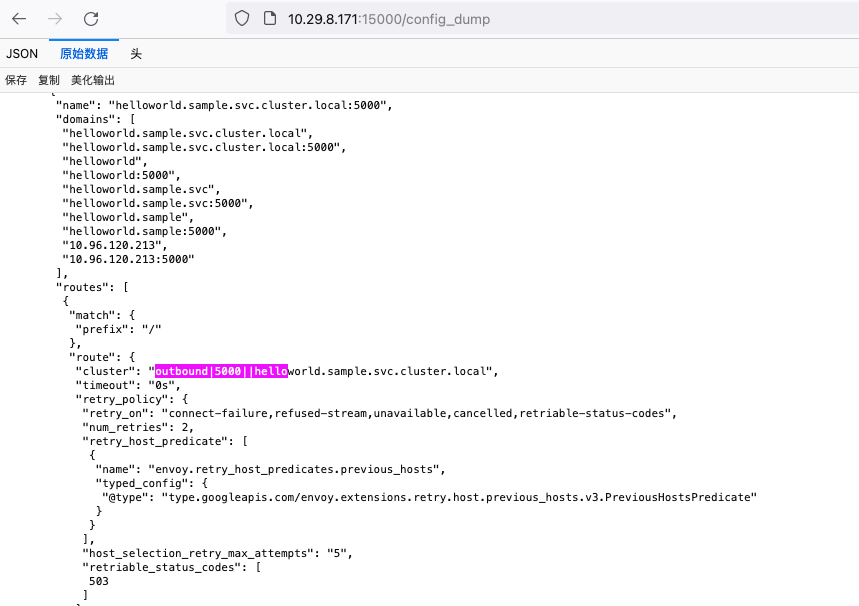 10.29.8.171:15000/config_dump
JSON 原始数据 头
保存 复制 美化输出
{
"name": "helloworld.sample.svc.cluster.local:5000",
"domains": [
"helloworld.sample.svc.cluster.local",
"helloworld.sample.svc.cluster.local:5000",
"helloworld",
"helloworld:5000",
"helloworld.sample.svc",
"helloworld.sample.svc:5000",
"helloworld.sample",
"helloworld.sample:5000",
"10.96.120.213",
"10.96.120.213:5000"
],
"routes": [
{
"match": {
"prefix": "/"
},
"route": {
"cluster": "outbound|5000||helloworld.sample.svc.cluster.local",
"timeout": "0s",
"retry_policy": {
"retry_on": "connect-failure,refused-stream,unavailable,cancelled,retriable-status-codes",
"num_retries": 2,
"retry_host_predicate": [
{
"name": "envoy.retry_host_predicates.previous_hosts",
"typed_config": {
"@type": "type.googleapis.com/envoy.extensions.retry.host.previous_hosts.v3.PreviousHostsPredicate"
}
}
],
"host_selection_retry_max_attempts": "5",
"retriable_status_codes": [
503
]